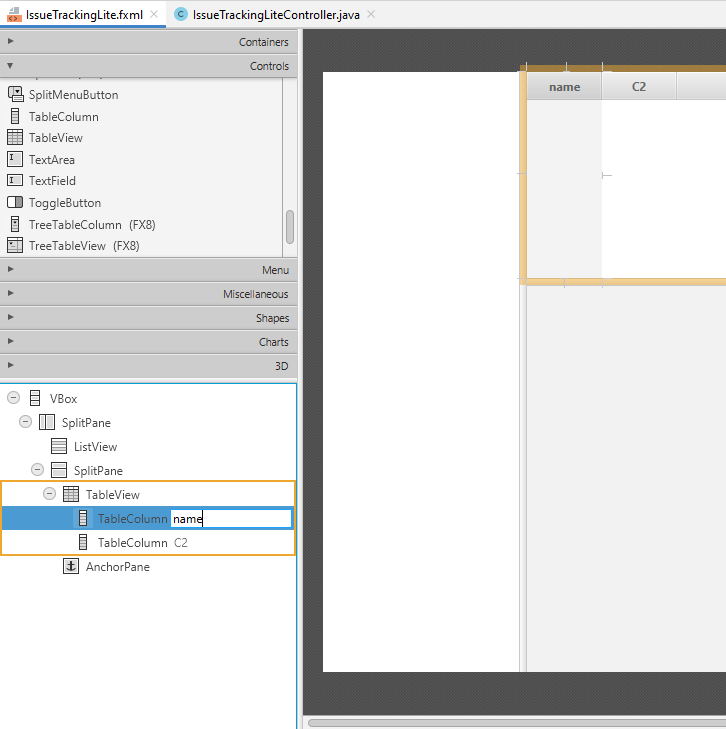 IssueTrackingLite.fxml
IssueTrackingLiteController.java
Containers
Controls
SplitMenuButton
TableColumn
TableView
TextArea
TextField
ToggleButton
TreeTableColumn (FX8)
TreeTableView (FX8)
Menu
Miscellaneous
Shapes
Charts
3D
VBox
SplitPane
ListView
SplitPane
TableView
TableColumn name
TableColumn C2
AnchorPane
name C2